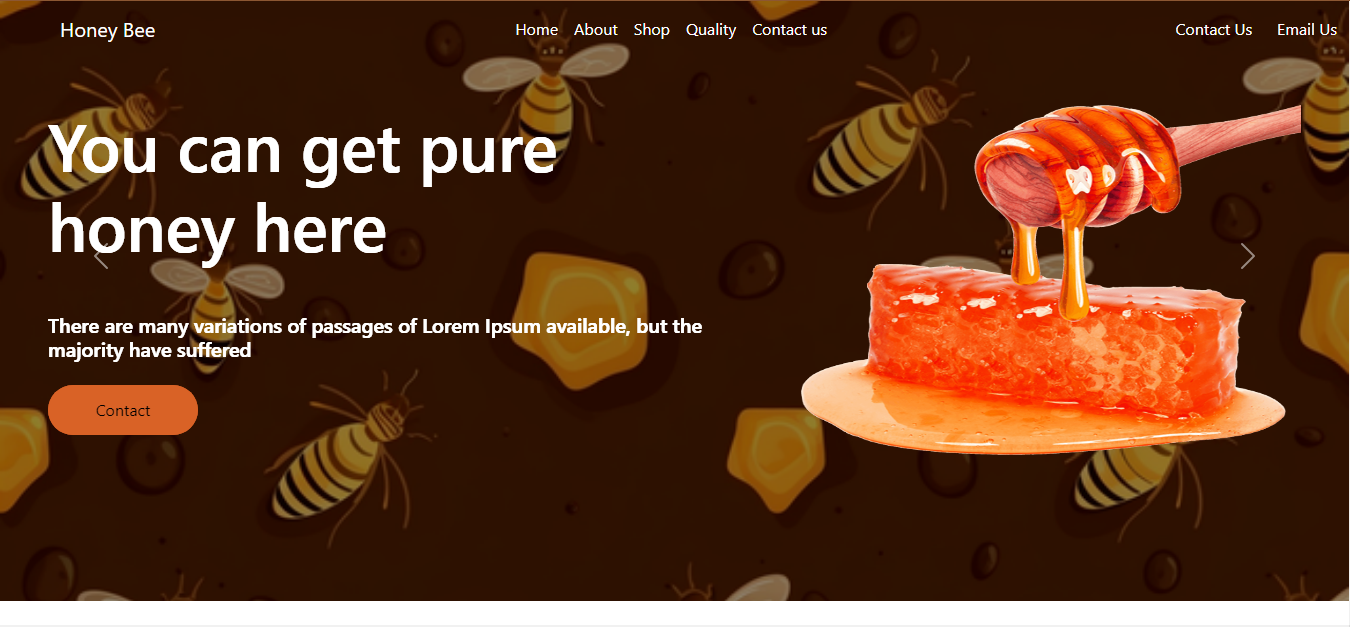 Honey Bee
Home About Shop Quality Contact us
Contact Us Email Us
You can get pure
honey here
There are many variations of passages of Lorem Ipsum available, but the
majority have suffered
Contact